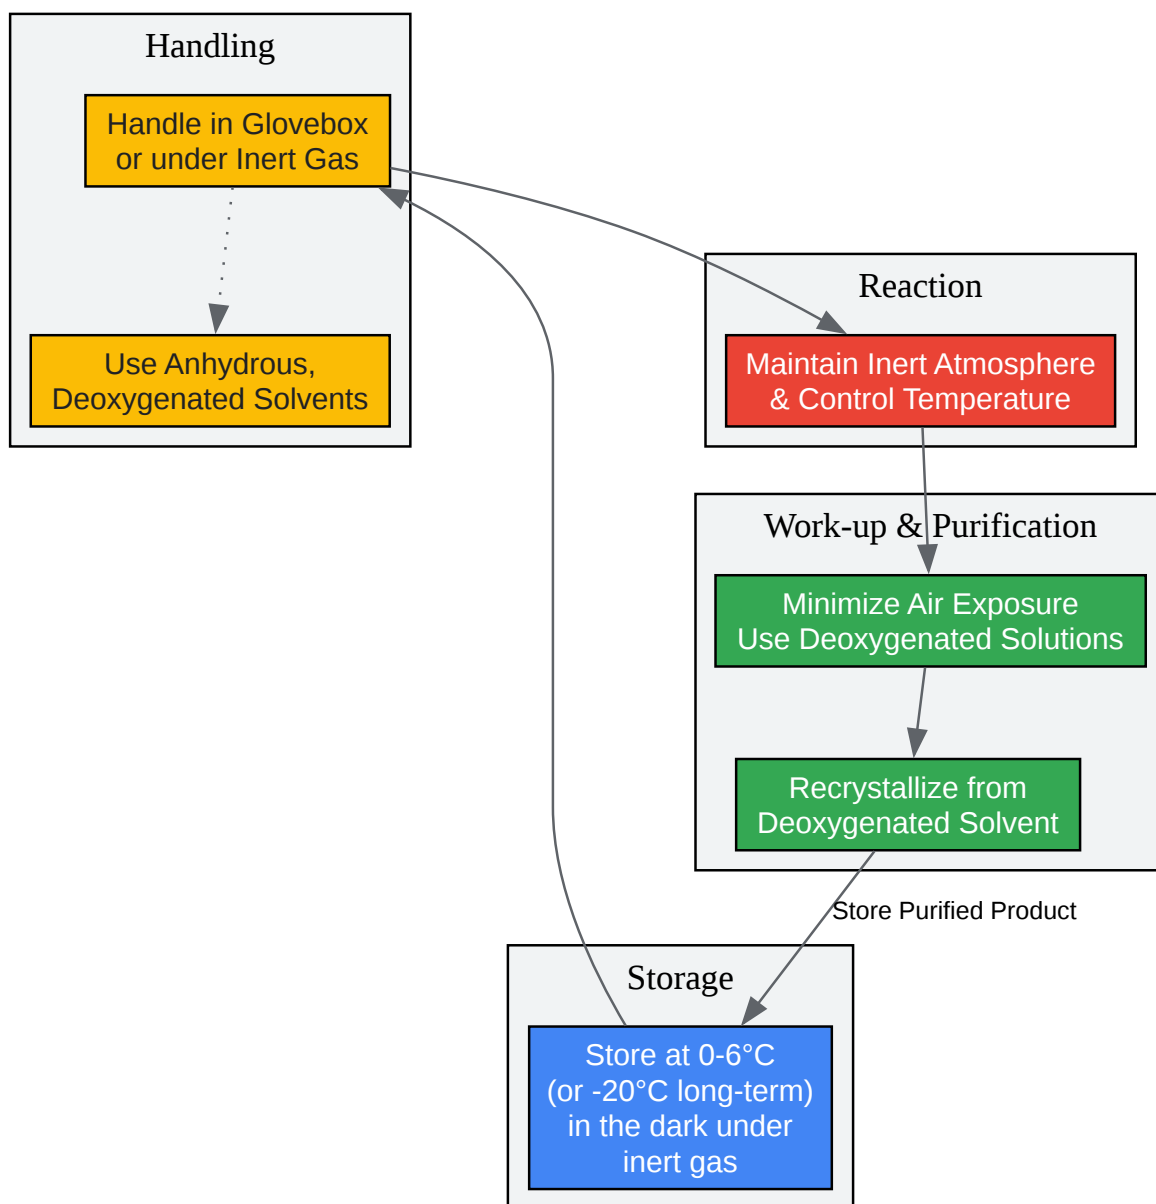 Handling
Handle in Glovebox
or under Inert Gas
Use Anhydrous,
Deoxygenated Solvents
Reaction
Maintain Inert Atmosphere
& Control Temperature
Work-up & Purification
Minimize Air Exposure
Use Deoxygenated Solutions
Recrystallize from
Deoxygenated Solvent
Store Purified Product
Storage
Store at 0-6°C
(or -20°C long-term)
in the dark under
inert gas